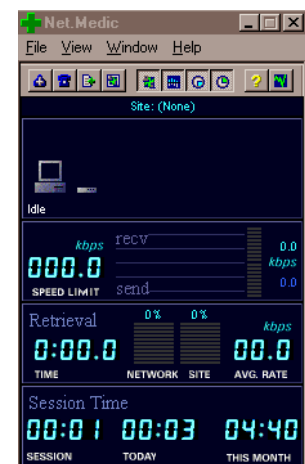 Net.Medic
File View Window Help
Site: (None)
Idle
kbps recv 0.0
000.0 kbps
SPEED LIMIT send 0.0
Retrieval 0% 0% kbps
0:00.0 00.0
TIME NETWORK SITE AVG. RATE
Session Time
00:01 00:03 04:40
SESSION TODAY THIS MONTH